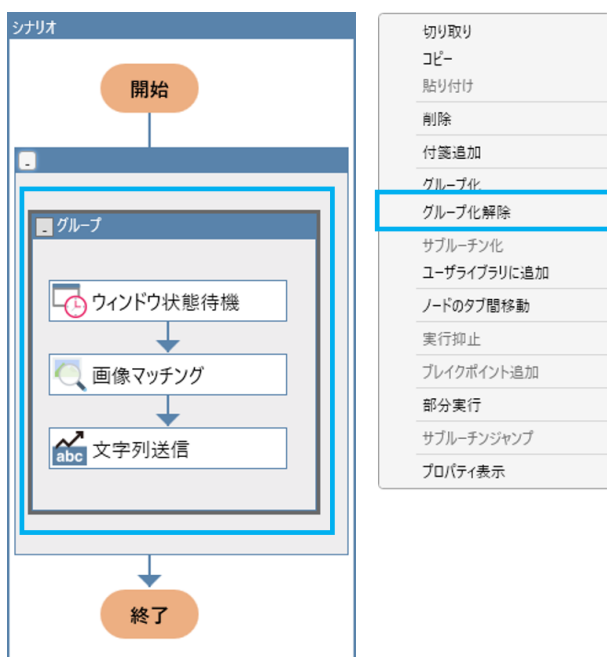 シナリオ
開始
グループ
ウィンドウ状態待機
画像マッチング
abc
文字列送信
終了
切り取り
コピー
貼り付け
削除
付箋追加
グループ化
グループ化解除
サブルーチン化
ユーザライブラリに追加
ノードのタブ間移動
実行抑止
ブレイクポイント追加
部分実行
サブルーチンジャンプ
プロパティ表示